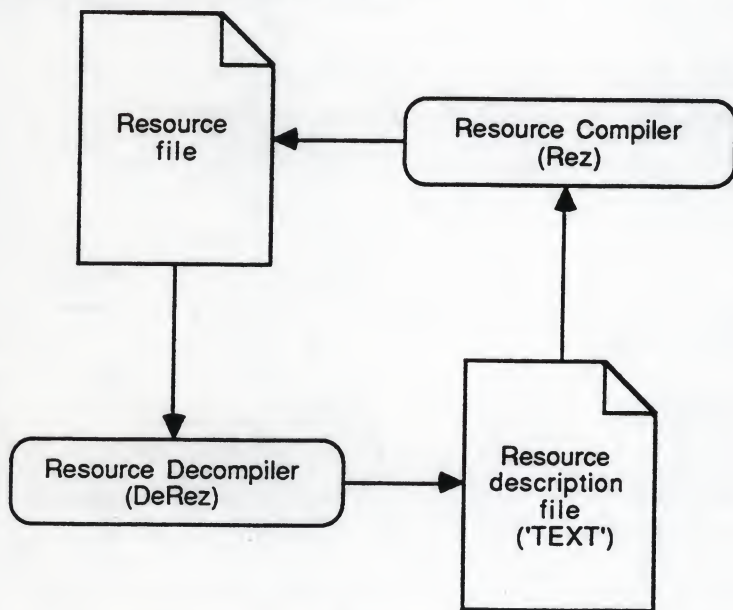 Resource
file
Resource Compiler
(Rez)
Resource Decompiler
(DeRez)
Resource
description
file
('TEXT')